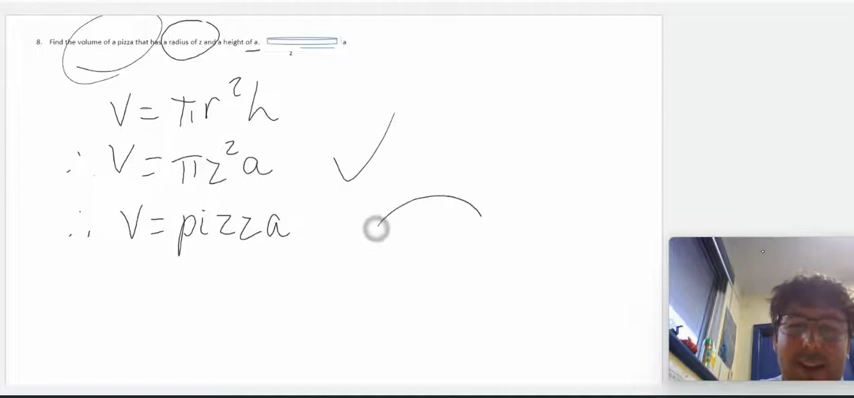 8. Find the volume of a pizza that has a radius of z and a height of a.
a
z
V = πr²h
∴ V = πz²a
∴ V = pizza